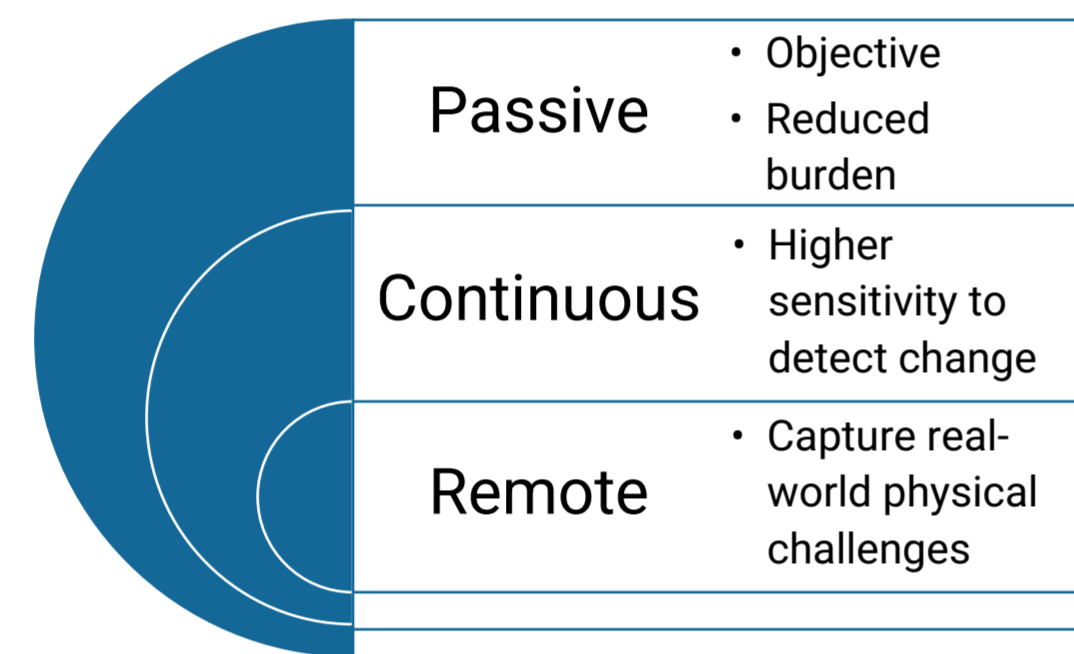 Passive
• Objective
• Reduced
burden
Continuous
• Higher
sensitivity to
detect change
Remote
• Capture real-
world physical
challenges